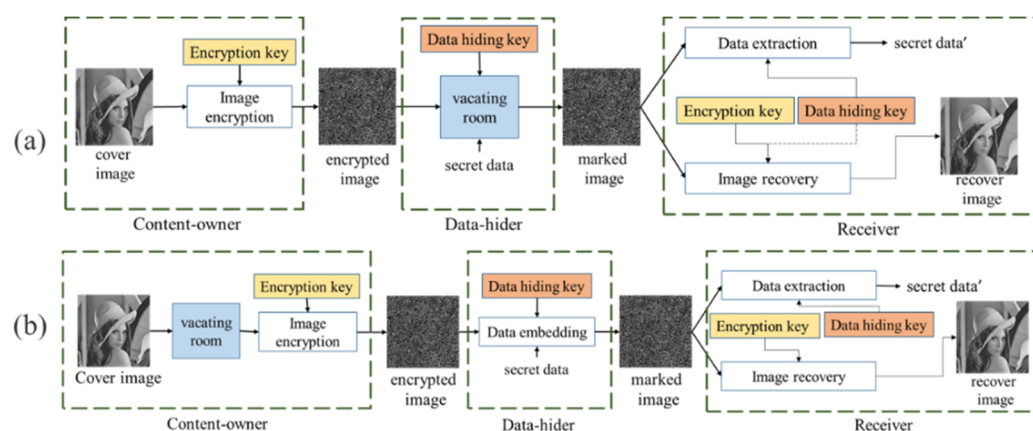 (a)
cover
image
Encryption key
Image
encryption
Content-owner
encrypted
image
Data hiding key
vacating
room
secret data
Data-hider
marked
image
Data extraction
secret data′
Encryption key
Data hiding key
Image recovery
recover
image
Receiver
(b)
Cover image
vacating
room
Encryption key
Image
encryption
Content-owner
encrypted
image
Data hiding key
Data embedding
secret data
Data-hider
marked
image
Data extraction
secret data′
Encryption key
Data hiding key
Image recovery
recover
image
Receiver